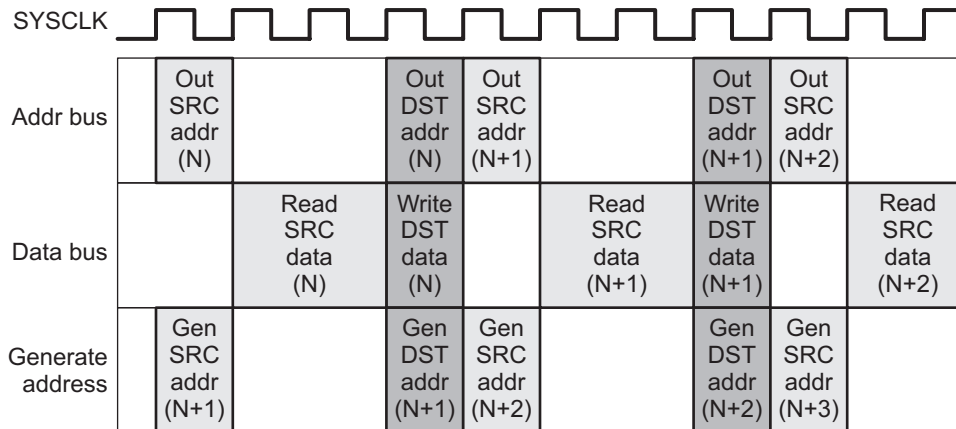 SYSCLK
Addr bus
Out
SRC
addr
(N)
Out
DST
addr
(N)
Out
SRC
addr
(N+1)
Out
DST
addr
(N+1)
Out
SRC
addr
(N+2)
Data bus
Read
SRC
data
(N)
Write
DST
data
(N)
Read
SRC
data
(N+1)
Write
DST
data
(N+1)
Read
SRC
data
(N+2)
Generate
address
Gen
SRC
addr
(N+1)
Gen
DST
addr
(N+1)
Gen
SRC
addr
(N+2)
Gen
DST
addr
(N+2)
Gen
SRC
addr
(N+3)